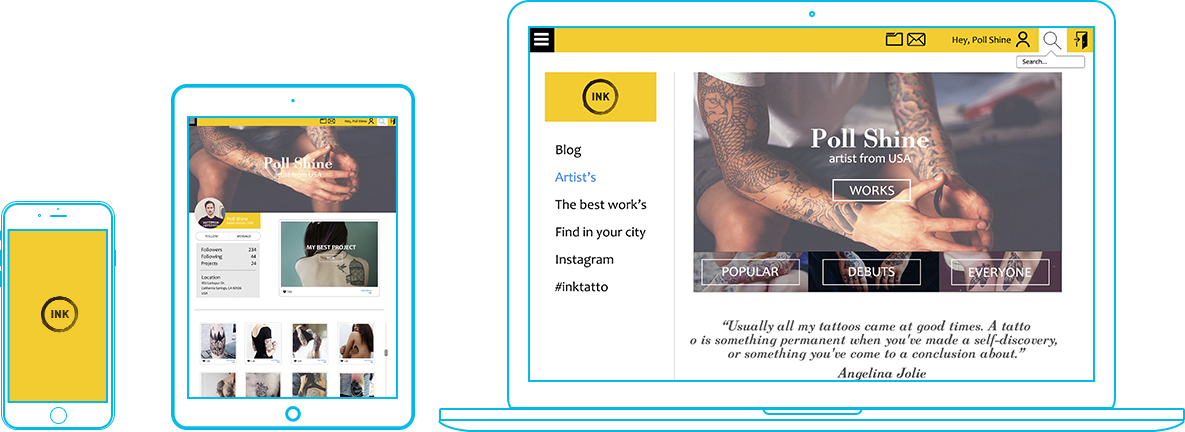 INK
Hey, Poll Shine
Poll Shine
artist from USA
Poll Shine
FOLLOW
MESSAGE
Followers 234
Following 44
Projects 24
Location
USA
MY BEST PROJECT
Hey, Poll Shine
Search...
INK
Blog
Artist's
The best work's
Find in your city
Instagram
#inktatto
Poll Shine
artist from USA
WORKS
POPULAR
DEBUTS
EVERYONE
“Usually all my tattoos came at good times. A tatto
o is something permanent when you've made a self-discovery,
or something you've come to a conclusion about.”
Angelina Jolie